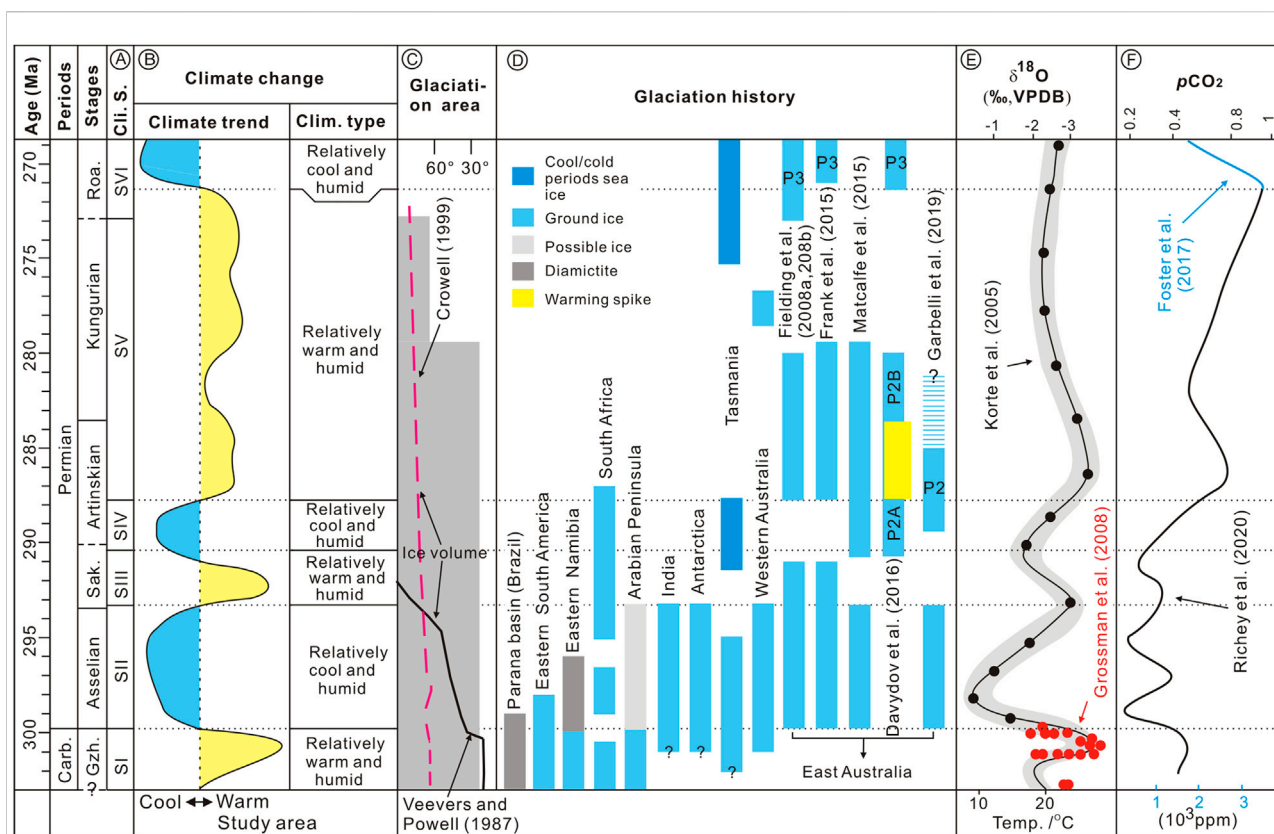 Age (Ma)
Periods
Stages
A
Cli. S.
B
Climate change
Climate trend
Clim. type
C
Glaciati-
on area
D
Glaciation history
E
δ18O
(‰,VPDB)
-1 -2 -3
F
pCO2
0.2 0.4 0.8 1
270
275
280
285
290
295
300
Permian
Carb.
Roa.
Kungurian
Artinskian
Sak.
Asselian
Gzh.
?
SVI
SV
SIV
SIII
SII
SI
Relatively
cool and
humid
Relatively
warm and
humid
Relatively
cool and
humid
Relatively
warm and
humid
Relatively
cool and
humid
Relatively
warm and
humid
Cool
Warm
Study area
60° 30°
Crowell (1999)
Ice volume
Veevers and
Powell (1987)
Cool/cold
periods sea
ice
Ground ice
Possible ice
Diamictite
Warming spike
Parana basin (Brazil)
Eastern South America
Eastern Namibia
South Africa
Arabian Peninsula
India
Antarctica
Tasmania
Western Australia
Fielding et al.
(2008a,208b)
Frank et al. (2015)
Matcalfe et al. (2015)
Davydov et al. (2016)
Garbelli et al. (2019)
P3
P3
P3
P2B
P2A
P2
?
?
?
?
East Australia
Korte et al. (2005)
Grossman et al. (2008)
10 20
Temp. /°C
Foster et al.
(2017)
Richey et al. (2020)
1 2 3
(10³ppm)